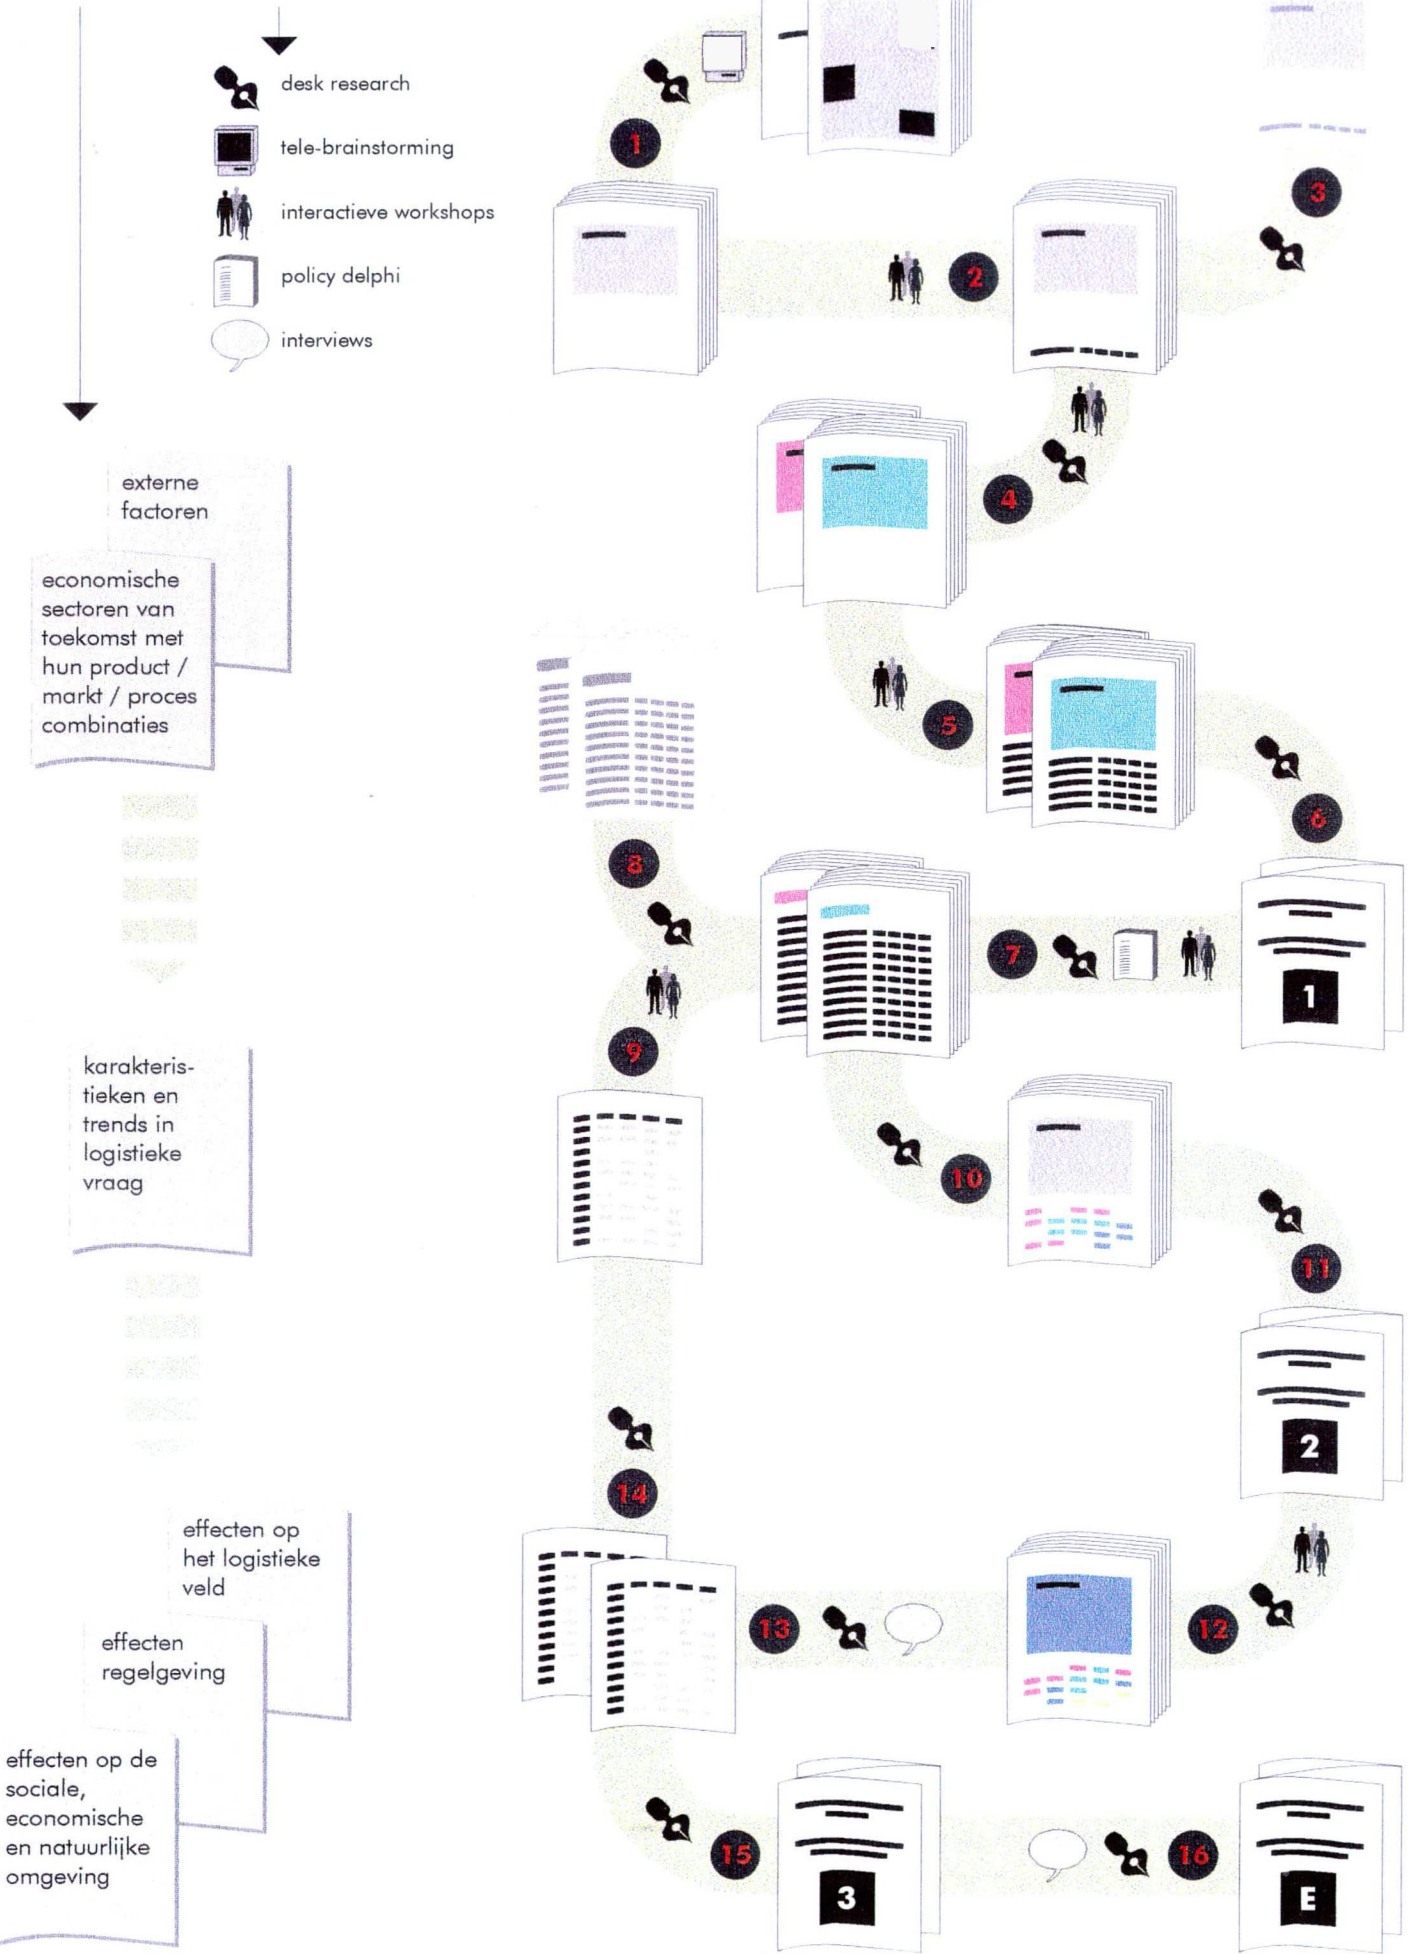 desk research
tele-brainstorming
interactieve workshops
policy delphi
interviews
externe
factoren
economische
sectoren van
toekomst met
hun product /
markt / proces
combinaties
karakteris-
tieken en
trends in
logistieke
vraag
effecten op
het logistieke
veld
effecten
regelgeving
effecten op de
sociale,
economische
en natuurlijke
omgeving
1
2
3
4
5
6
7
1
8
9
10
11
2
12
13
14
15
3
16
E